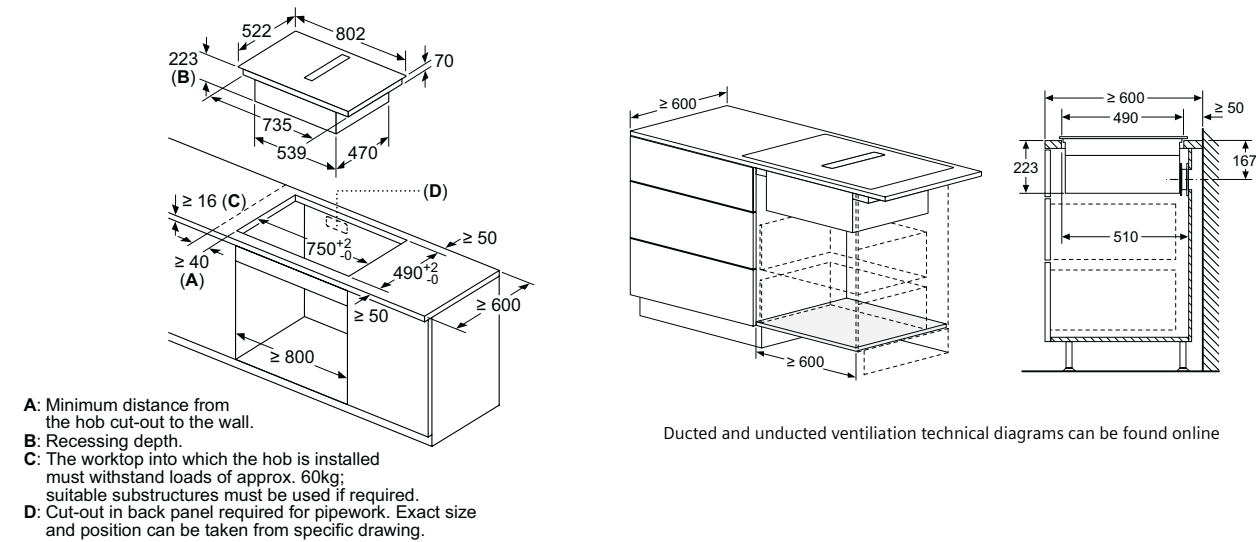 522
802
223
(B)
70
735
539
470
(D)
≥ 16 (C)
≥ 50
750+2-0
490+2-0
≥ 40
(A)
≥ 50
≥ 600
≥ 800
A: Minimum distance from
the hob cut-out to the wall.
B: Recessing depth.
C: The worktop into which the hob is installed
must withstand loads of approx. 60kg;
suitable substructures must be used if required.
D: Cut-out in back panel required for pipework. Exact size
and position can be taken from specific drawing.
≥ 600
≥ 600
≥ 600
≥ 50
490
223
167
510
Ducted and unducted ventiliation technical diagrams can be found online